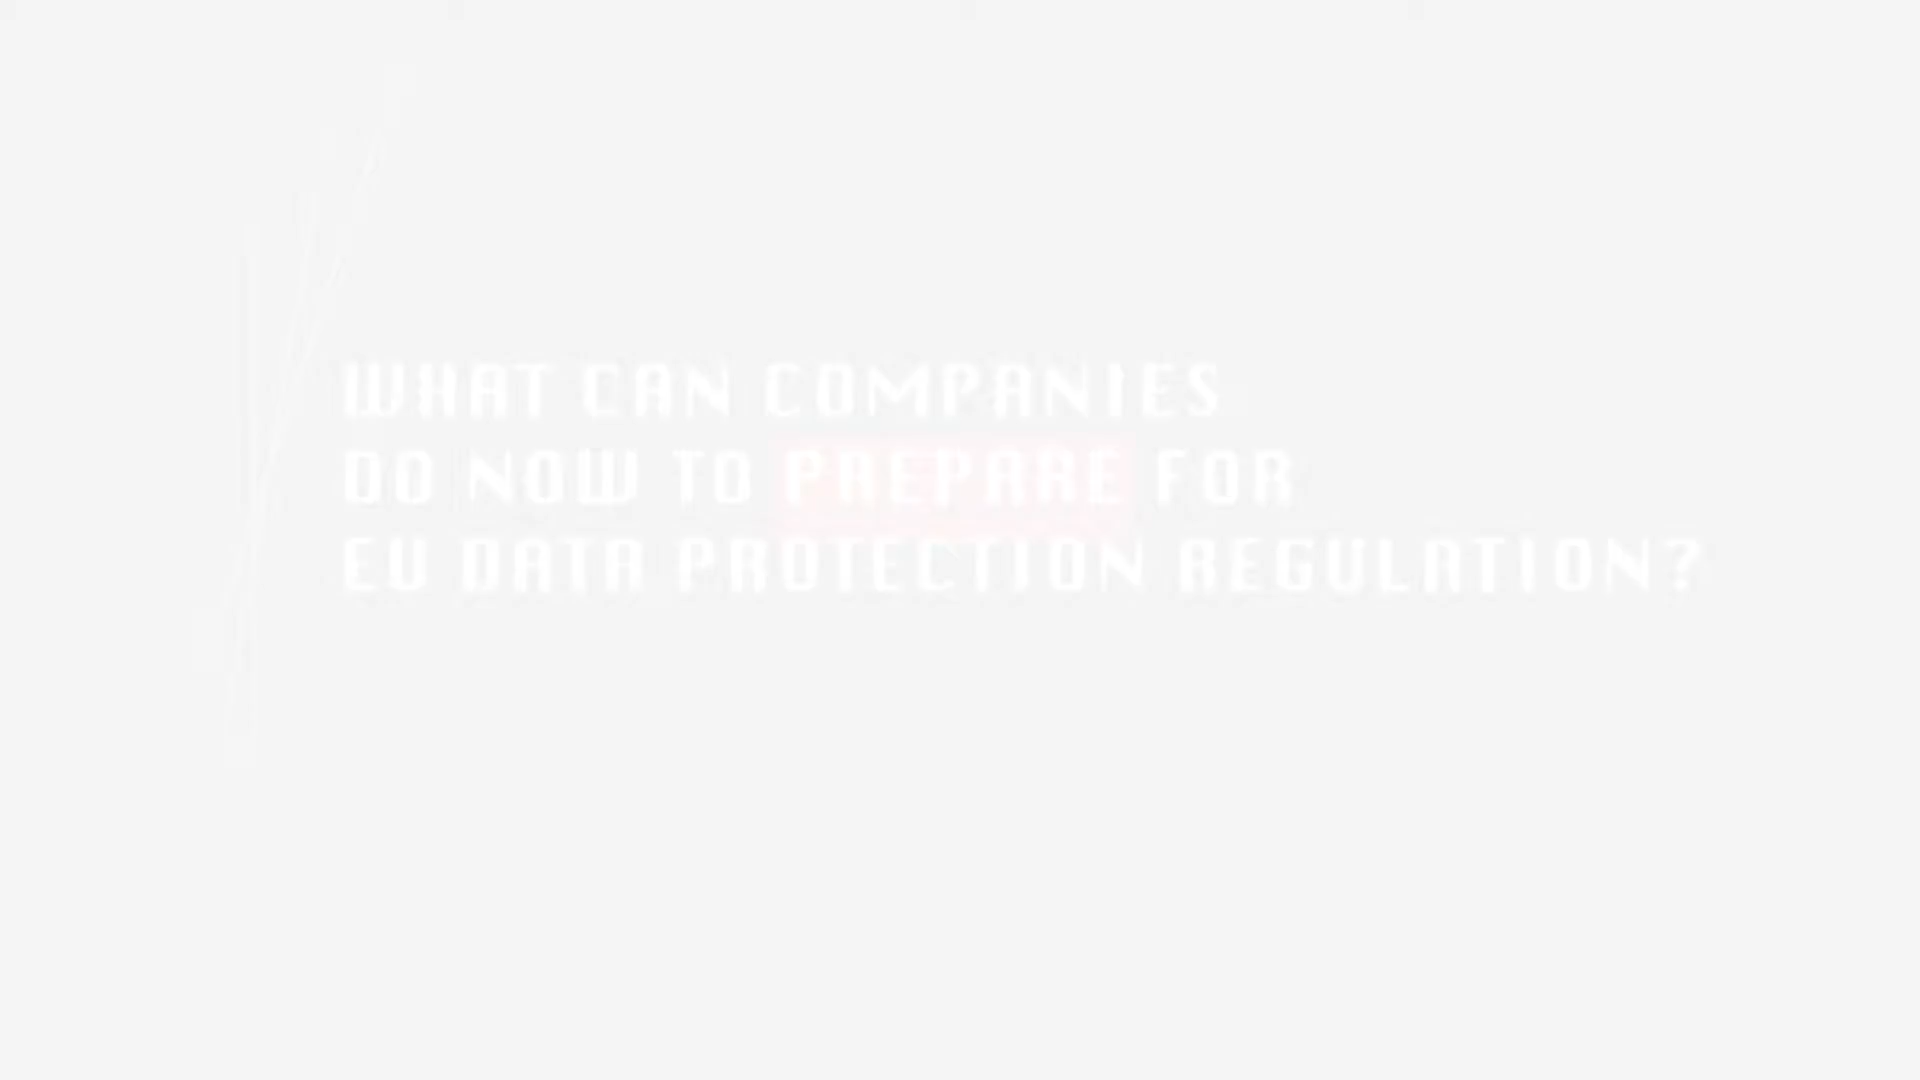 WHAT CAN COMPANIES
DO NOW TO PREPARE FOR
EU DATA PROTECTION REGULATION?